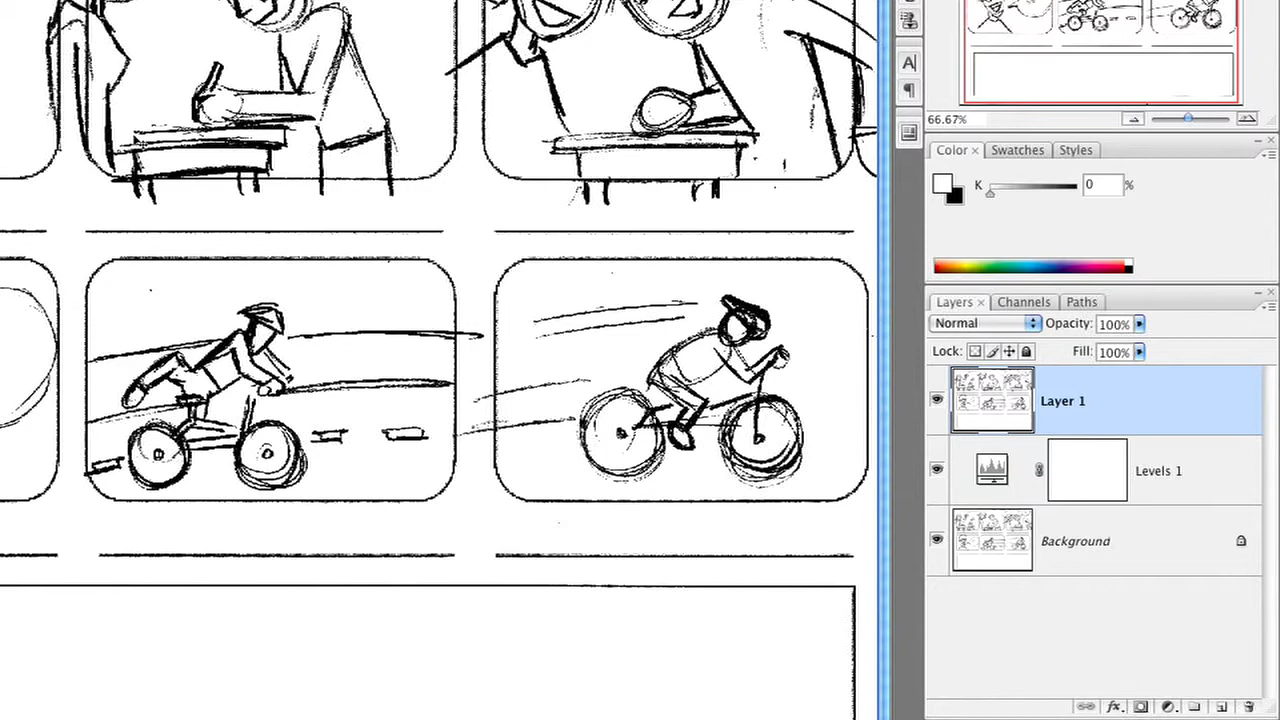 A
¶
66.67%
Color × Swatches Styles
K 0 %
Layers × Channels Paths
Normal Opacity: 100%
Lock: Fill: 100%
Layer 1
Levels 1
Background
fx